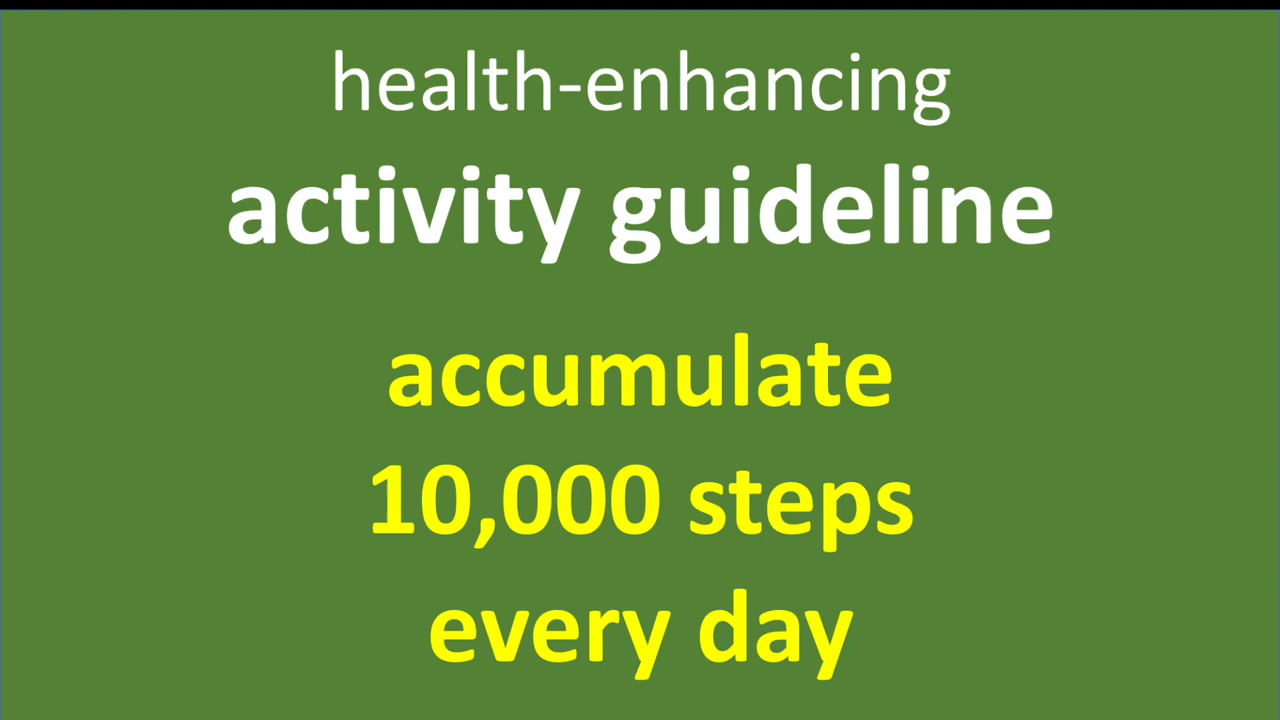 health-enhancing
activity guideline
accumulate
10,000 steps
every day